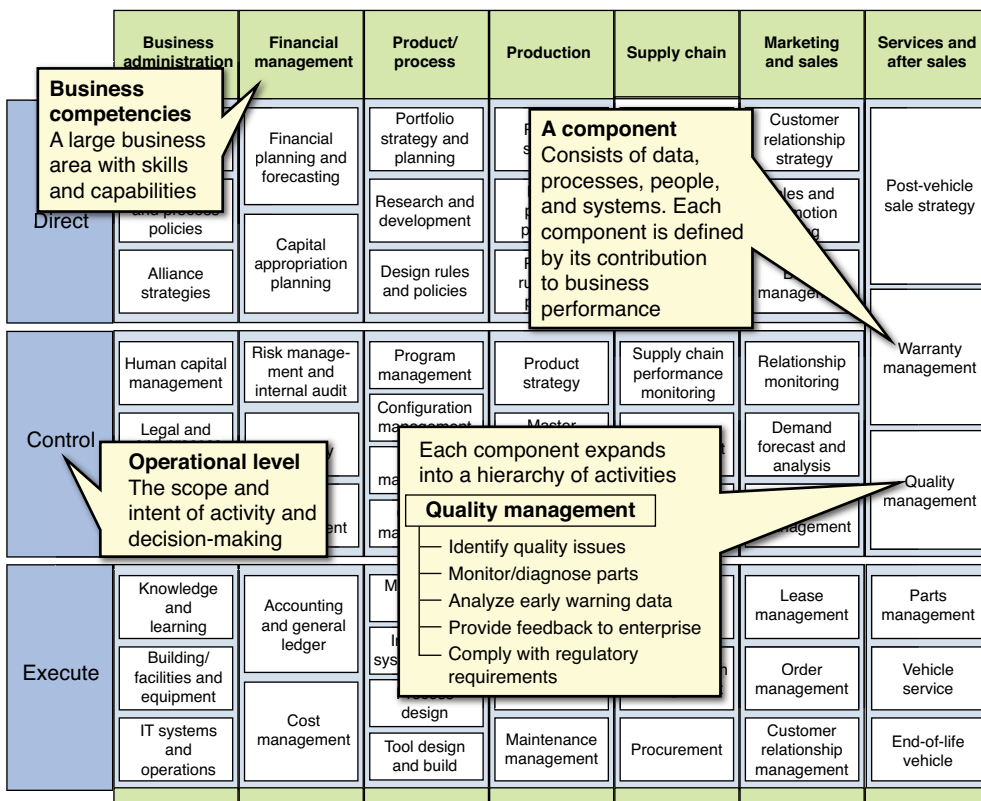 Business
administration
Financial
management
Product/
process
Production
Supply chain
Marketing
and sales
Services and
after sales
Business
competencies
A large business
area with skills
and capabilities
A component
Consists of data,
processes, people,
and systems. Each
component is defined
by its contribution
to business
performance
Direct
and process
policies
Alliance
strategies
Financial
planning and
forecasting
Capital
appropriation
planning
Portfolio
strategy and
planning
Research and
development
Design rules
and policies
Customer
relationship
strategy
and
management
Post-vehicle
sale strategy
Control
Human capital
management
Legal and
Risk manage-
ment and
internal audit
Program
management
Configuration
Product
strategy
Master
Supply chain
performance
monitoring
Relationship
monitoring
Demand
forecast and
analysis
management
Warranty
management
Quality
management
Operational level
The scope and
intent of activity and
decision-making
Each component expands
into a hierarchy of activities
Quality management
Identify quality issues
Monitor/diagnose parts
Analyze early warning data
Provide feedback to enterprise
Comply with regulatory
requirements
Execute
Knowledge
and
learning
Building/
facilities and
equipment
IT systems
and
operations
Accounting
and general
ledger
Cost
management
Process
design
Tool design
and build
Maintenance
management
Procurement
Lease
management
Order
management
Customer
relationship
management
Parts
management
Vehicle
service
End-of-life
vehicle